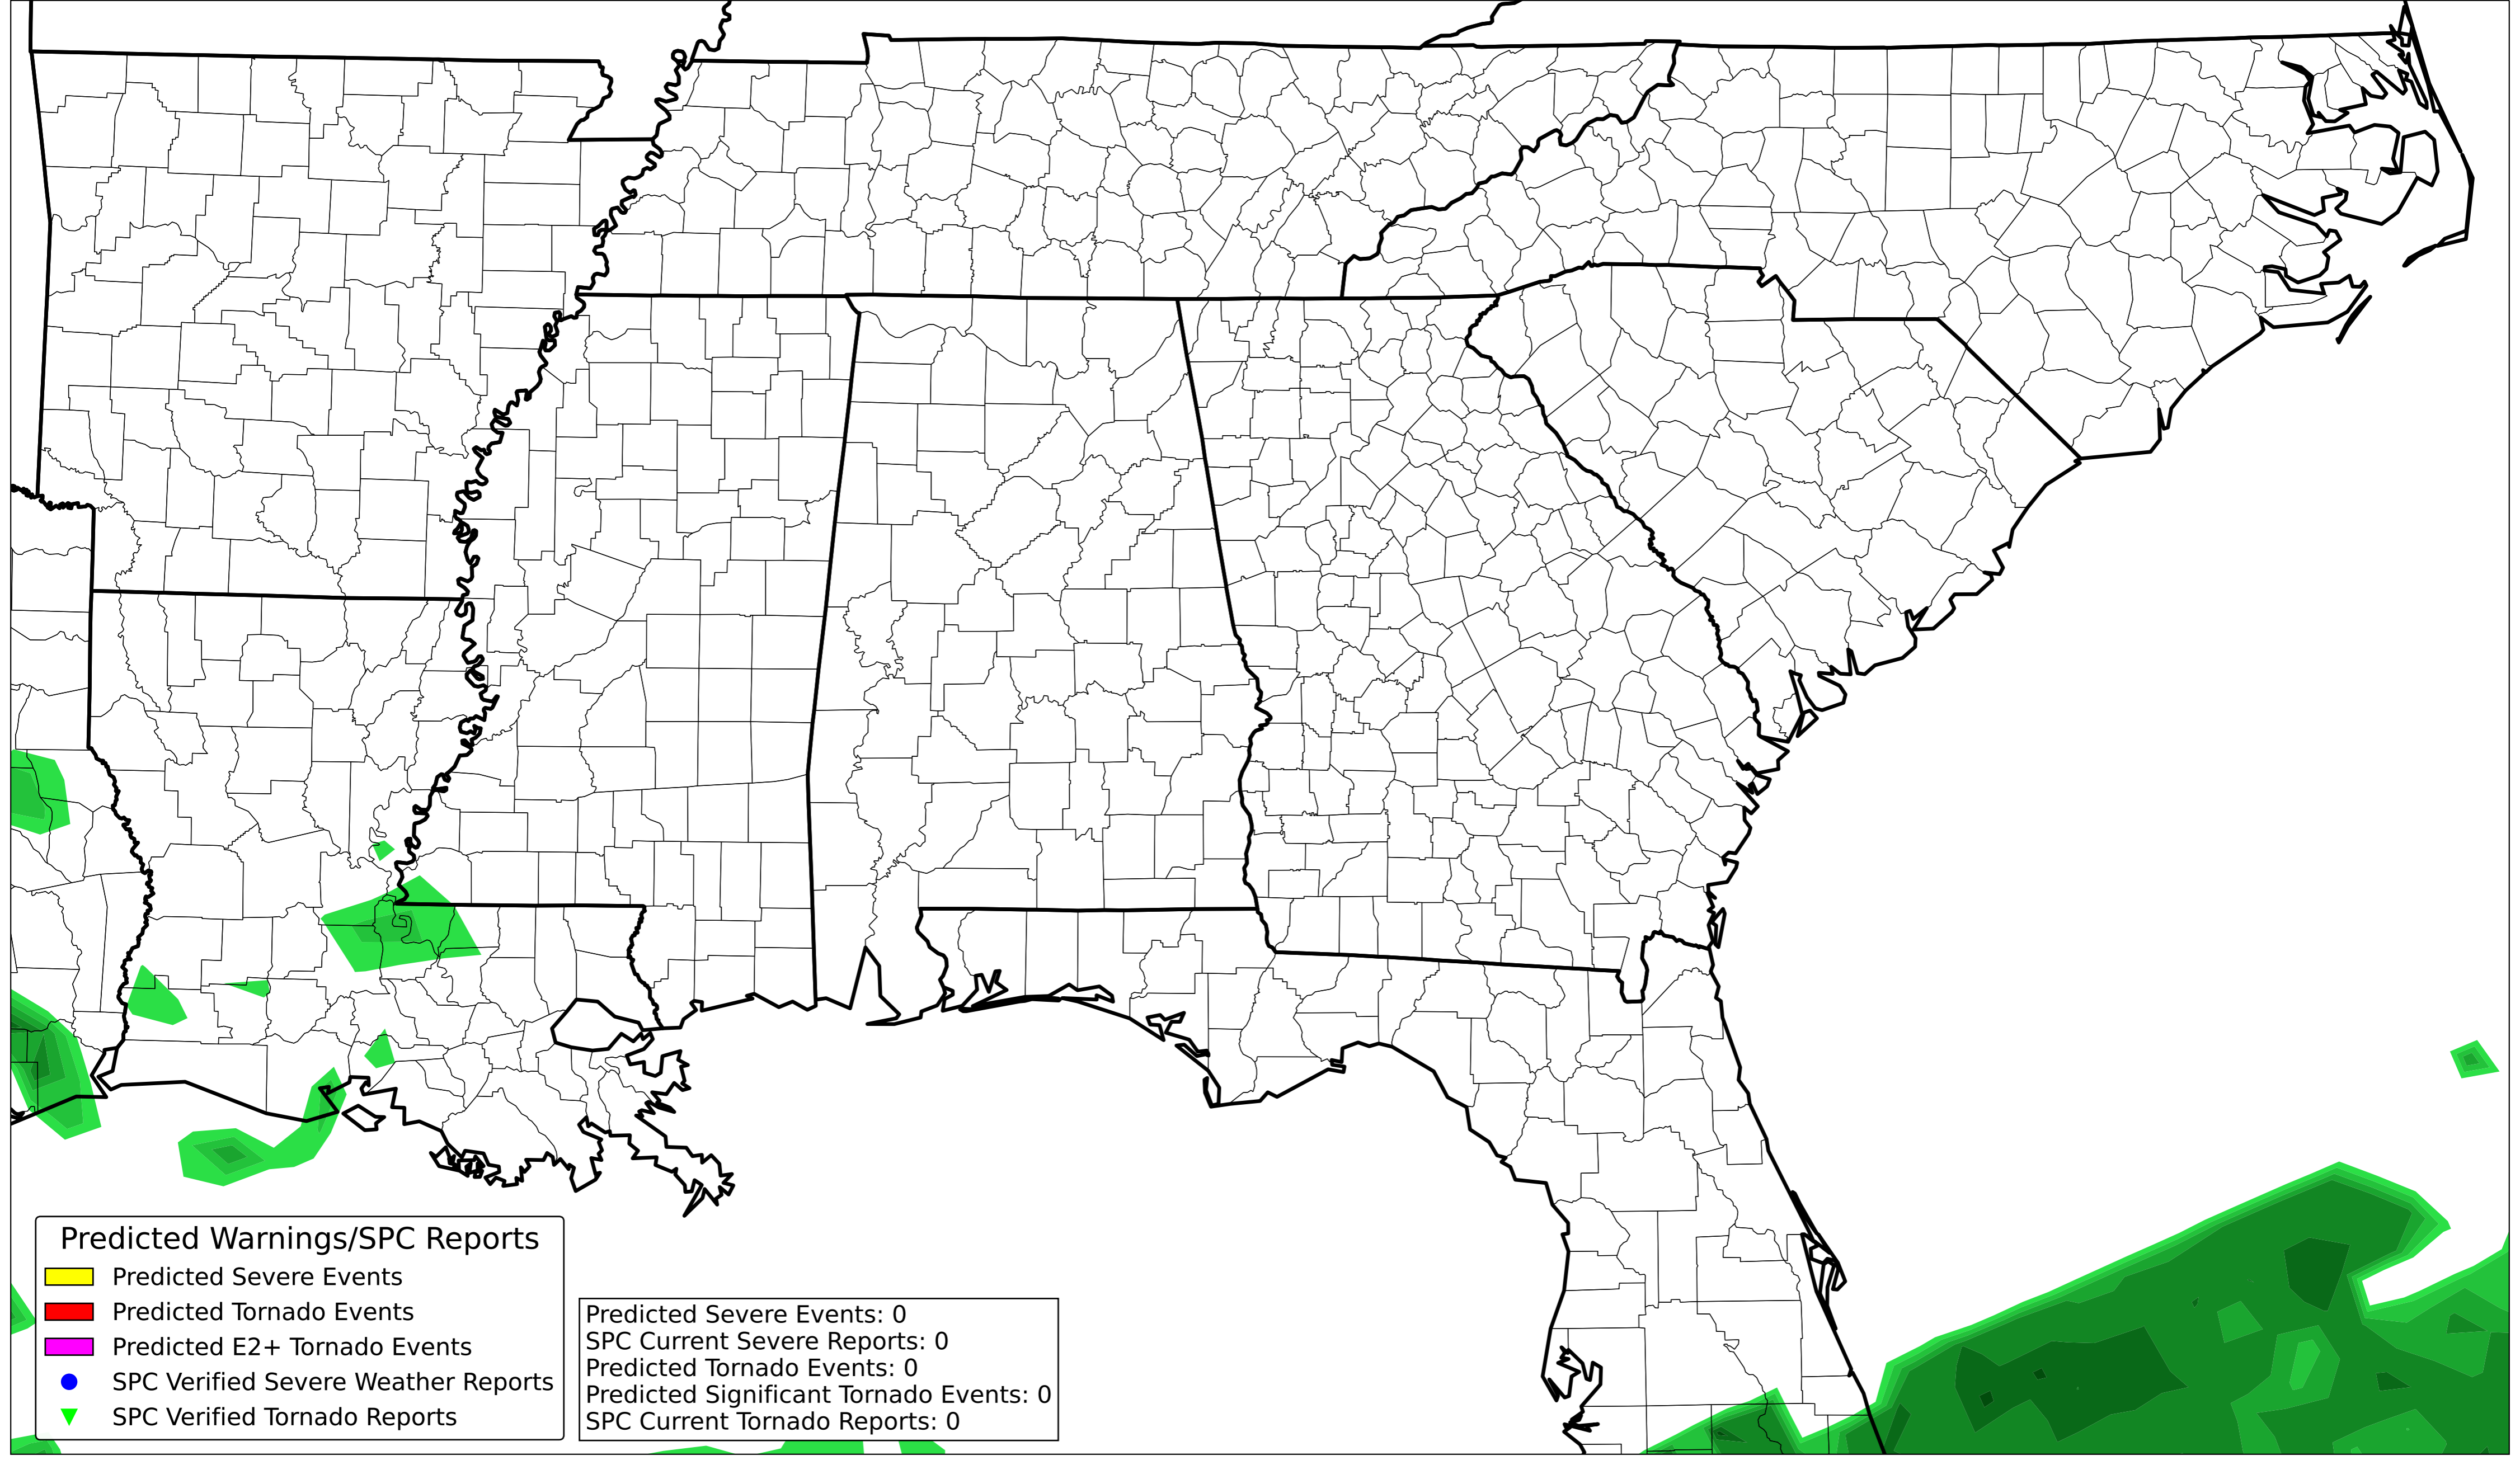 Predicted Warnings/SPC Reports
Predicted Severe Events
Predicted Tornado Events
Predicted E2+ Tornado Events
SPC Verified Severe Weather Reports
SPC Verified Tornado Reports
Predicted Severe Events: 0
SPC Current Severe Reports: 0
Predicted Tornado Events: 0
Predicted Significant Tornado Events: 0
SPC Current Tornado Reports: 0